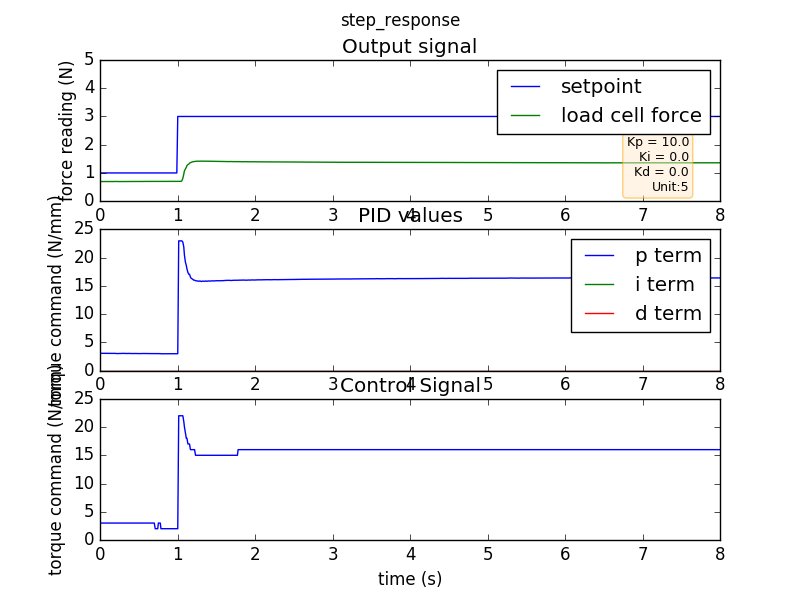 step_response
Output signal
force reading (N)
5
4
3
2
1
0
setpoint
load cell force
Kp = 10.0
Ki = 0.0
Kd = 0.0
Unit:5
0 1 2 3 4 5 6 7 8
PID values
torque command (N/mm)
25
20
15
10
5
0
p term
i term
d term
0 1 2 3 4 5 6 7 8
Control Signal
torque command (N/mm)
25
20
15
10
5
0
0 1 2 3 4 5 6 7 8
time (s)